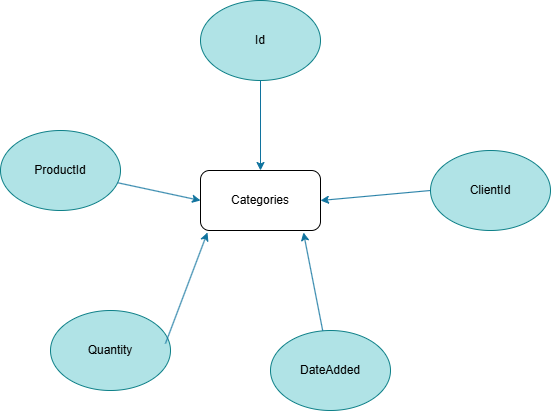 Id
ProductId
Categories
ClientId
Quantity
DateAdded